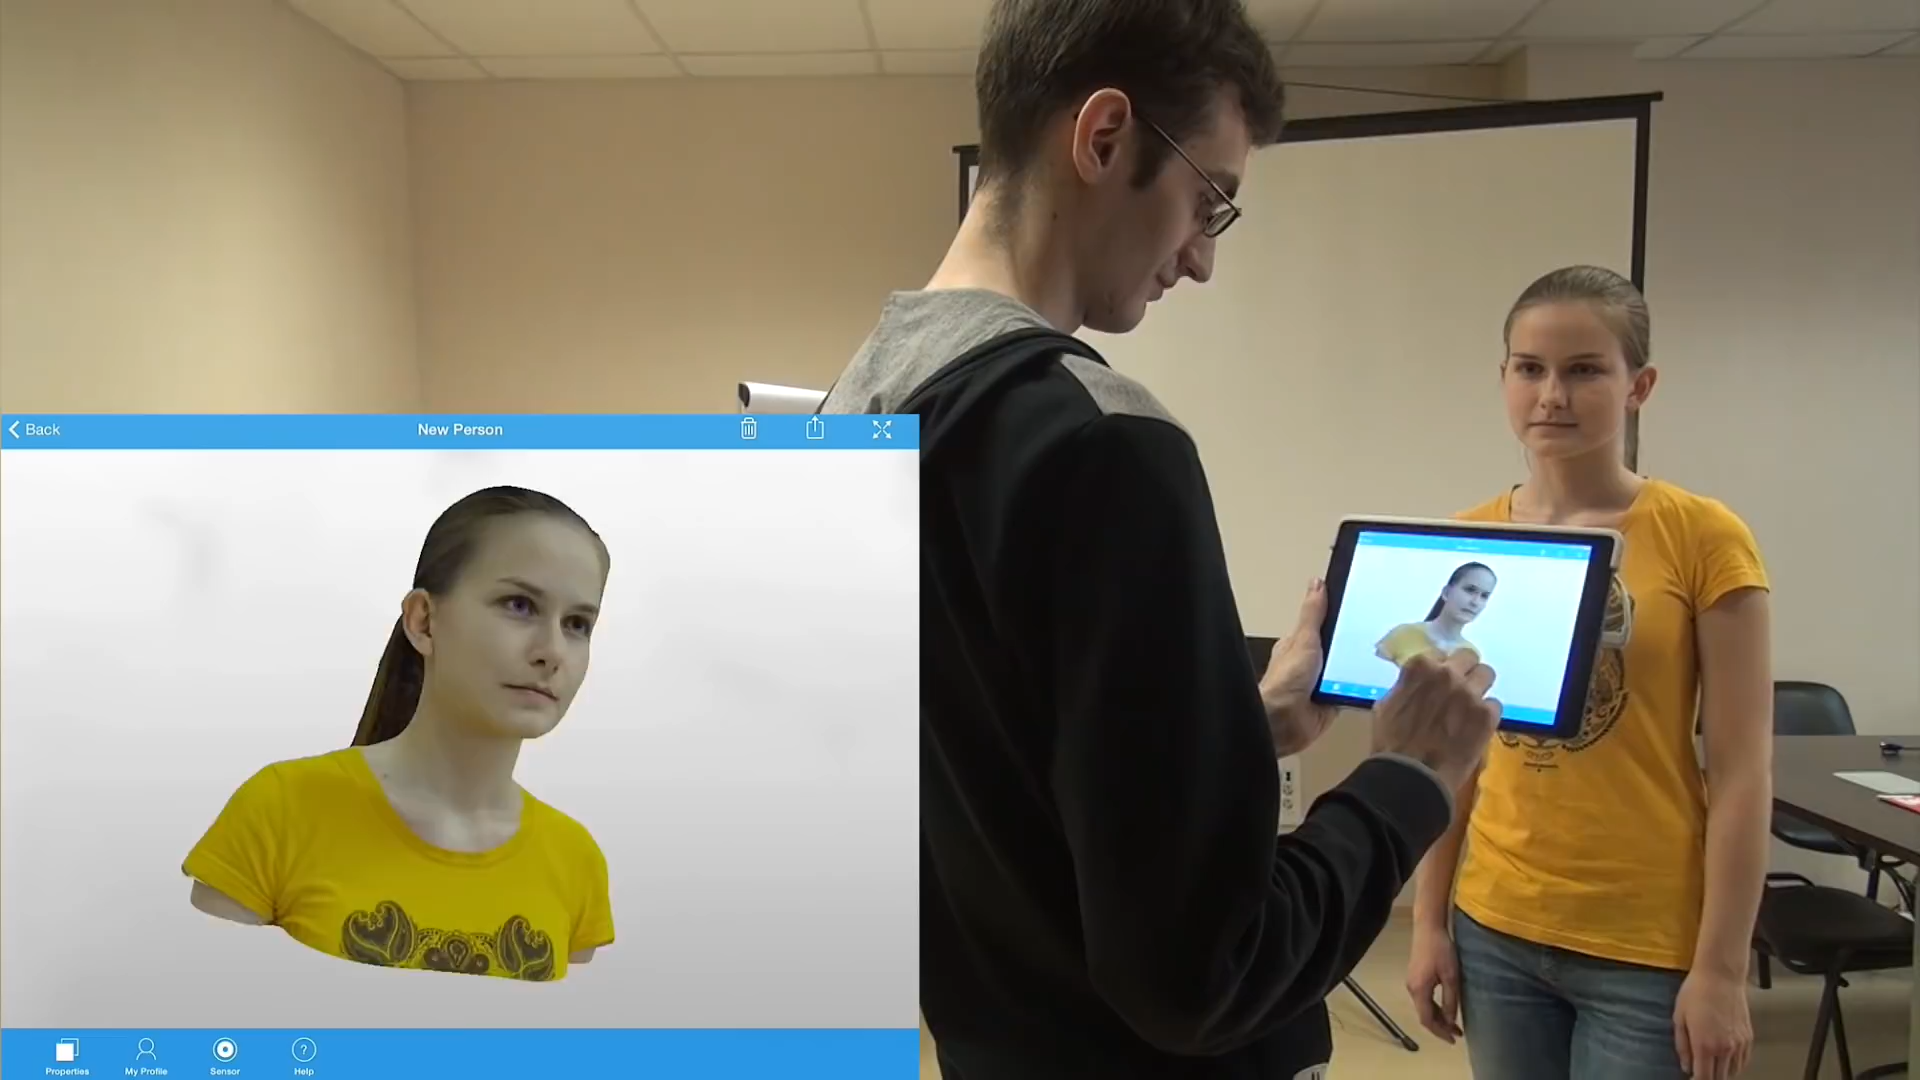 Back
New Person
Properties
My Profile
Sensor
? Help